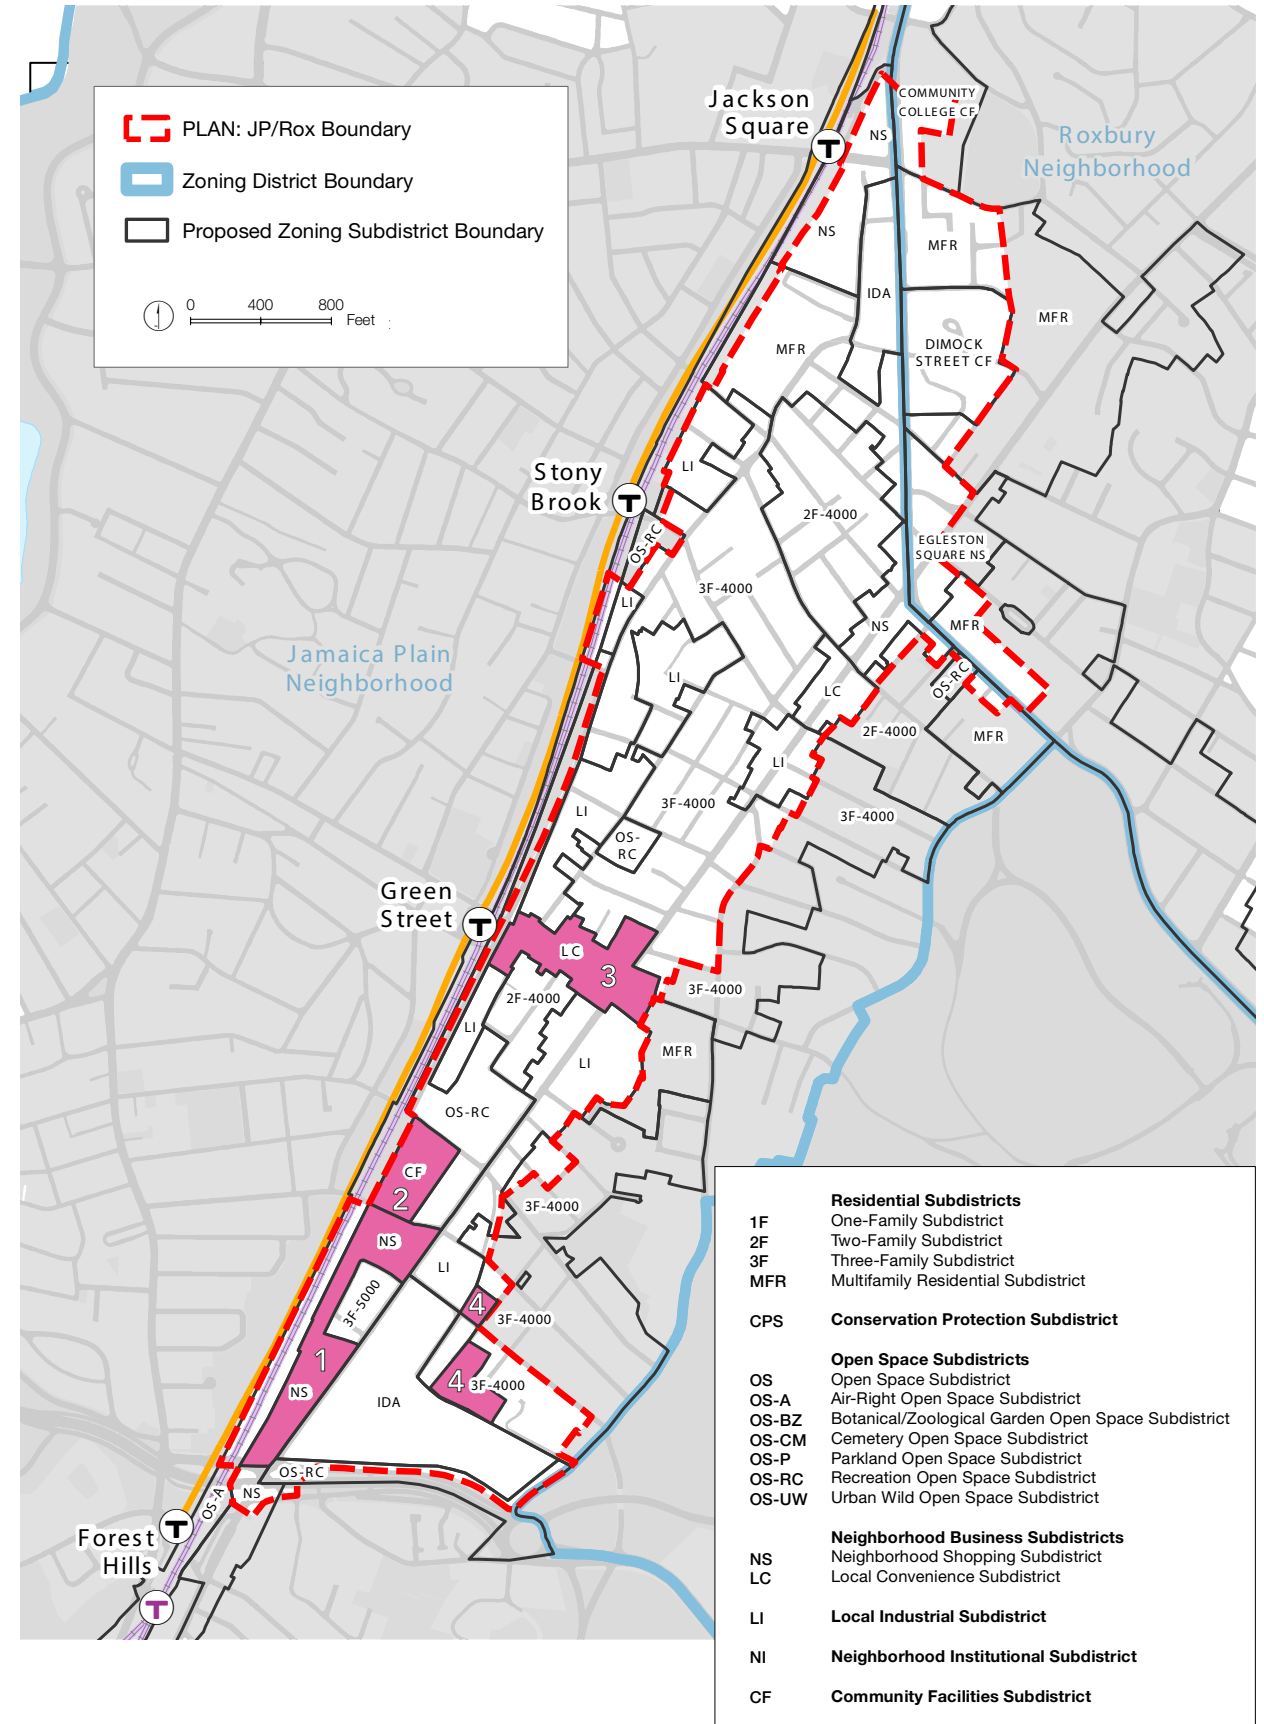 PLAN: JP/Rox Boundary
Zoning District Boundary
Proposed Zoning Subdistrict Boundary
0 400 800
Feet
Jackson
Square
COMMUNITY
COLLEGE CF
NS
Roxbury
Neighborhood
NS
MFR
IDA
MFR
MFR
DIMOCK
STREET CF
LI
Stony
Brook
2F-4000
OS-RC
EGLESTON
SQUARE NS
3F-4000
LI
NS
MFR
Jamaica Plain
Neighborhood
LI
OS-RC
LC
2F-4000
MFR
LI
3F-4000
LI
3F-4000
OS-
RC
Green
Street
LC
3
3F-4000
2F-4000
LI
LI
MFR
OS-RC
CF
2
3F-4000
NS
LI
3F-5000
4
3F-4000
1
4
3F-4000
NS
IDA
OS-RC
NS
OS-A
Forest
Hills
T
T
T
T
T
Residential Subdistricts
1F One-Family Subdistrict
2F Two-Family Subdistrict
3F Three-Family Subdistrict
MFR Multifamily Residential Subdistrict
CPS Conservation Protection Subdistrict
Open Space Subdistricts
OS Open Space Subdistrict
OS-A Air-Right Open Space Subdistrict
OS-BZ Botanical/Zoological Garden Open Space Subdistrict
OS-CM Cemetery Open Space Subdistrict
OS-P Parkland Open Space Subdistrict
OS-RC Recreation Open Space Subdistrict
OS-UW Urban Wild Open Space Subdistrict
Neighborhood Business Subdistricts
NS Neighborhood Shopping Subdistrict
LC Local Convenience Subdistrict
LI Local Industrial Subdistrict
NI Neighborhood Institutional Subdistrict
CF Community Facilities Subdistrict